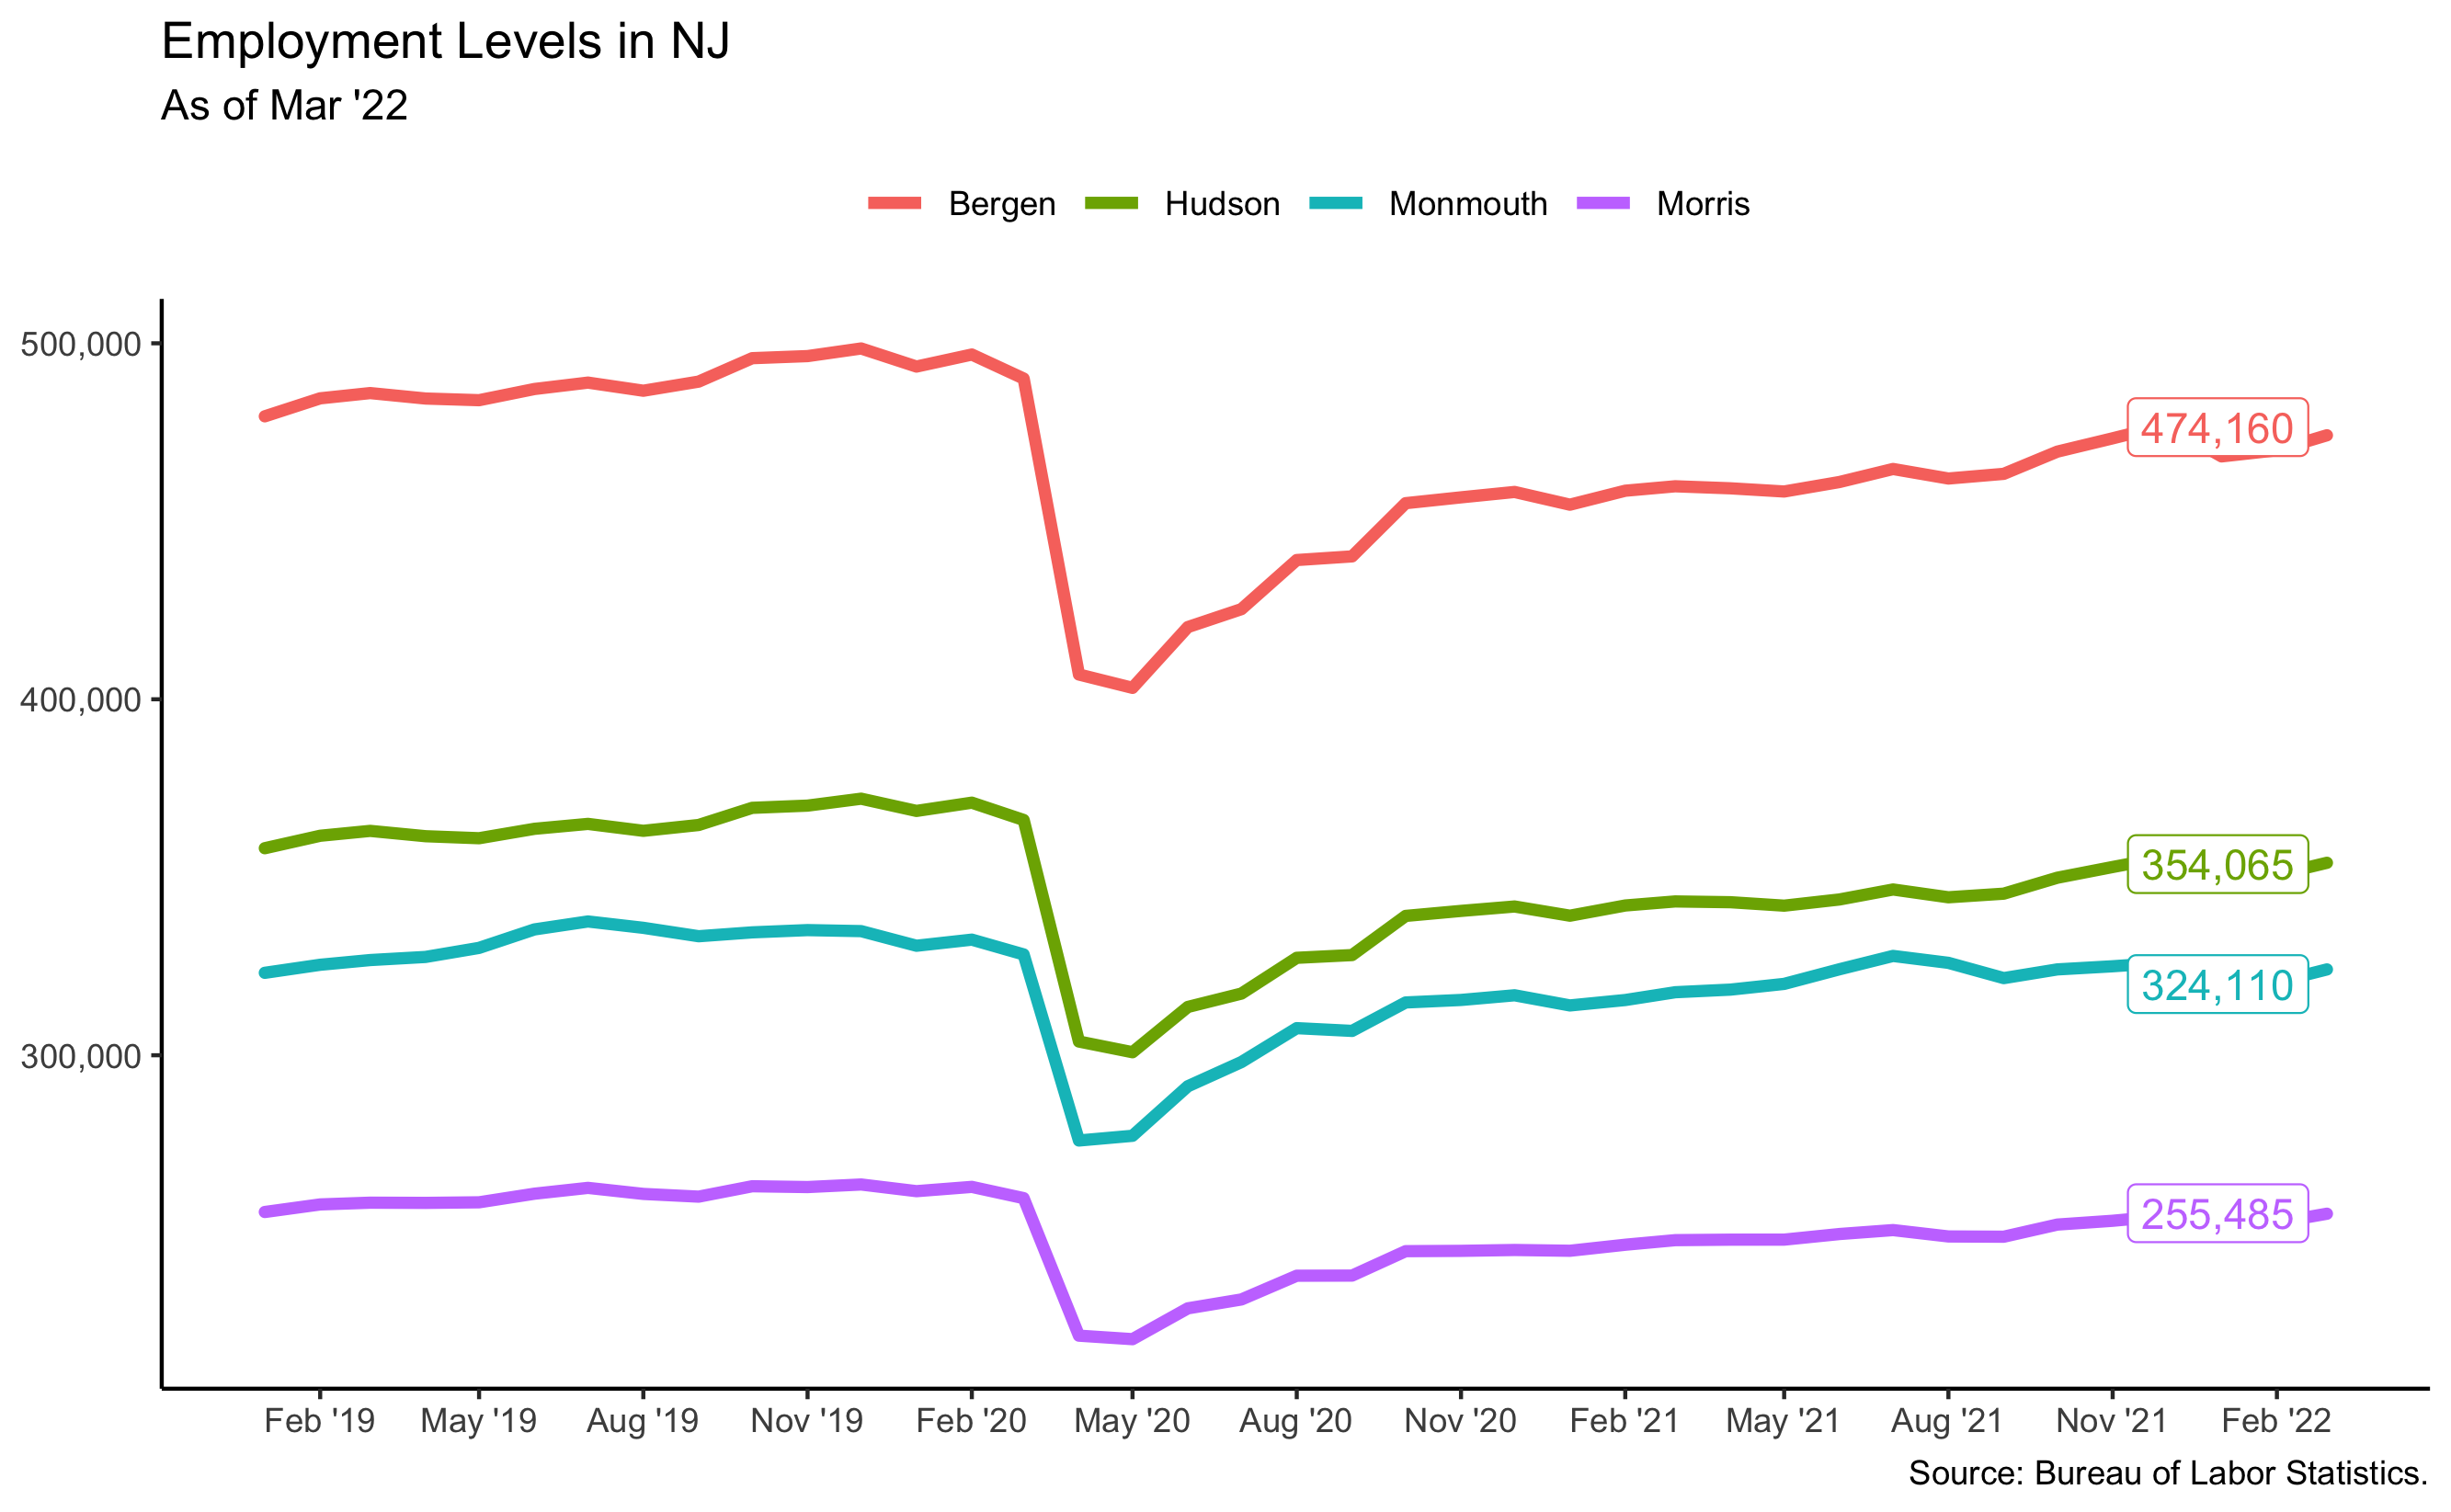 Employment Levels in NJ
As of Mar '22
Bergen Hudson Monmouth Morris
500,000
400,000
300,000
474,160
354,065
324,110
255,485
Feb '19 May '19 Aug '19 Nov '19 Feb '20 May '20 Aug '20 Nov '20 Feb '21 May '21 Aug '21 Nov '21 Feb '22
Source: Bureau of Labor Statistics.